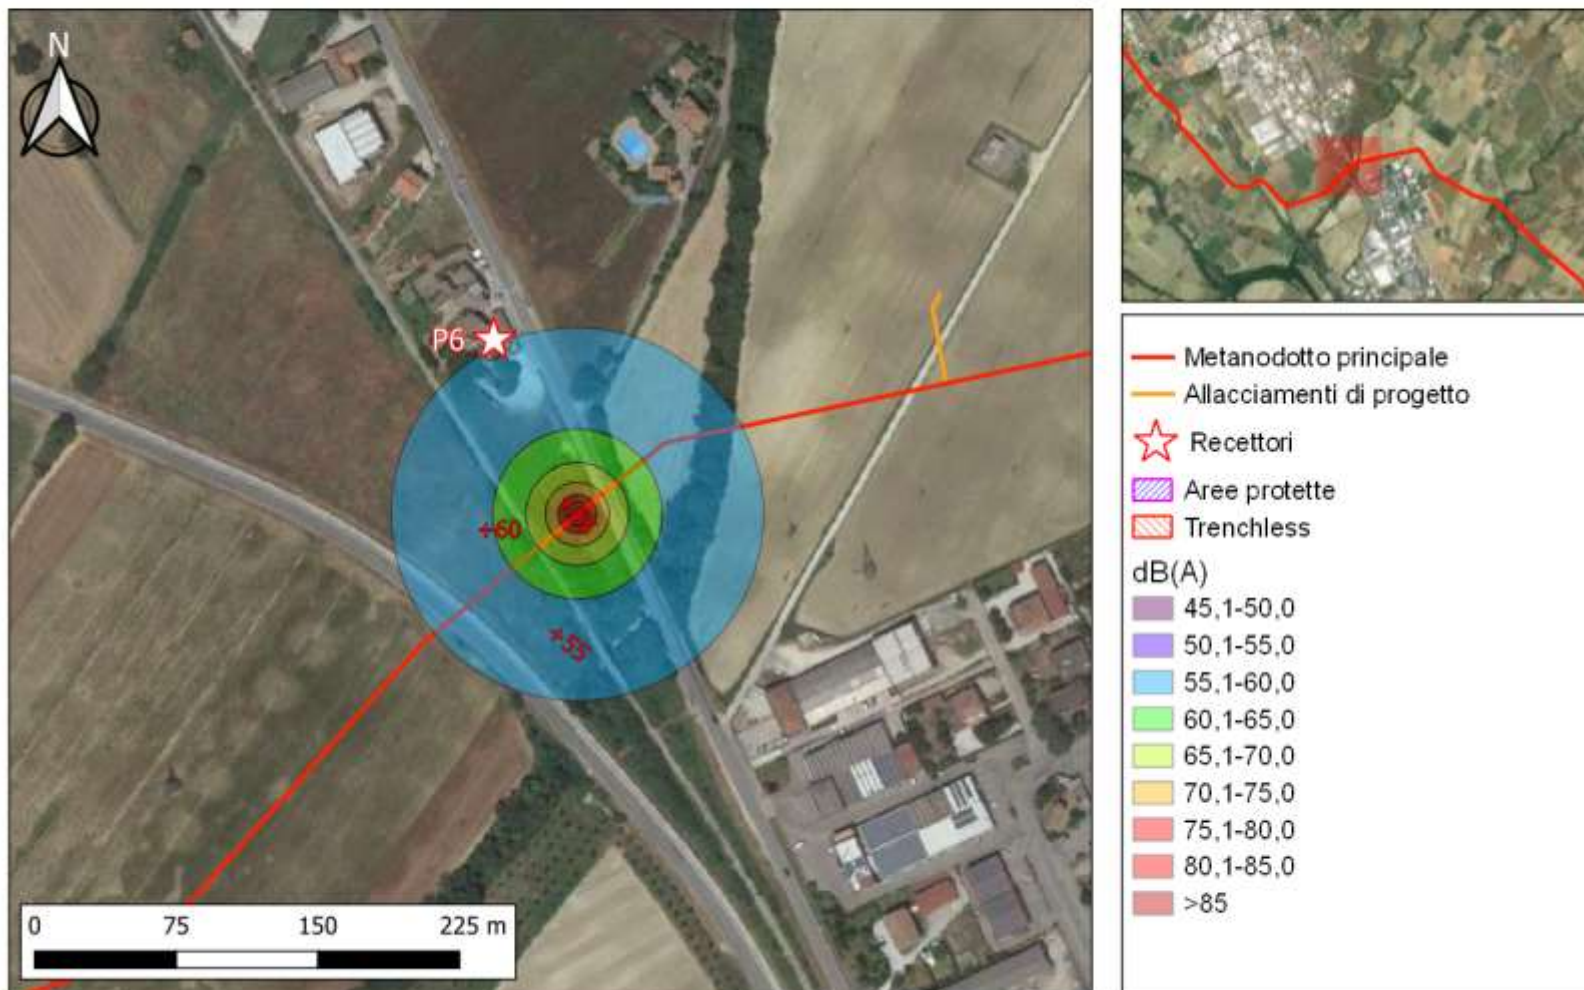 N
P6
+60
+55
0 75 150 225 m
Metanodotto principale
Allacciamenti di progetto
Recettori
Aree protette
Trenchless
dB(A)
45,1-50,0
50,1-55,0
55,1-60,0
60,1-65,0
65,1-70,0
70,1-75,0
75,1-80,0
80,1-85,0
>85